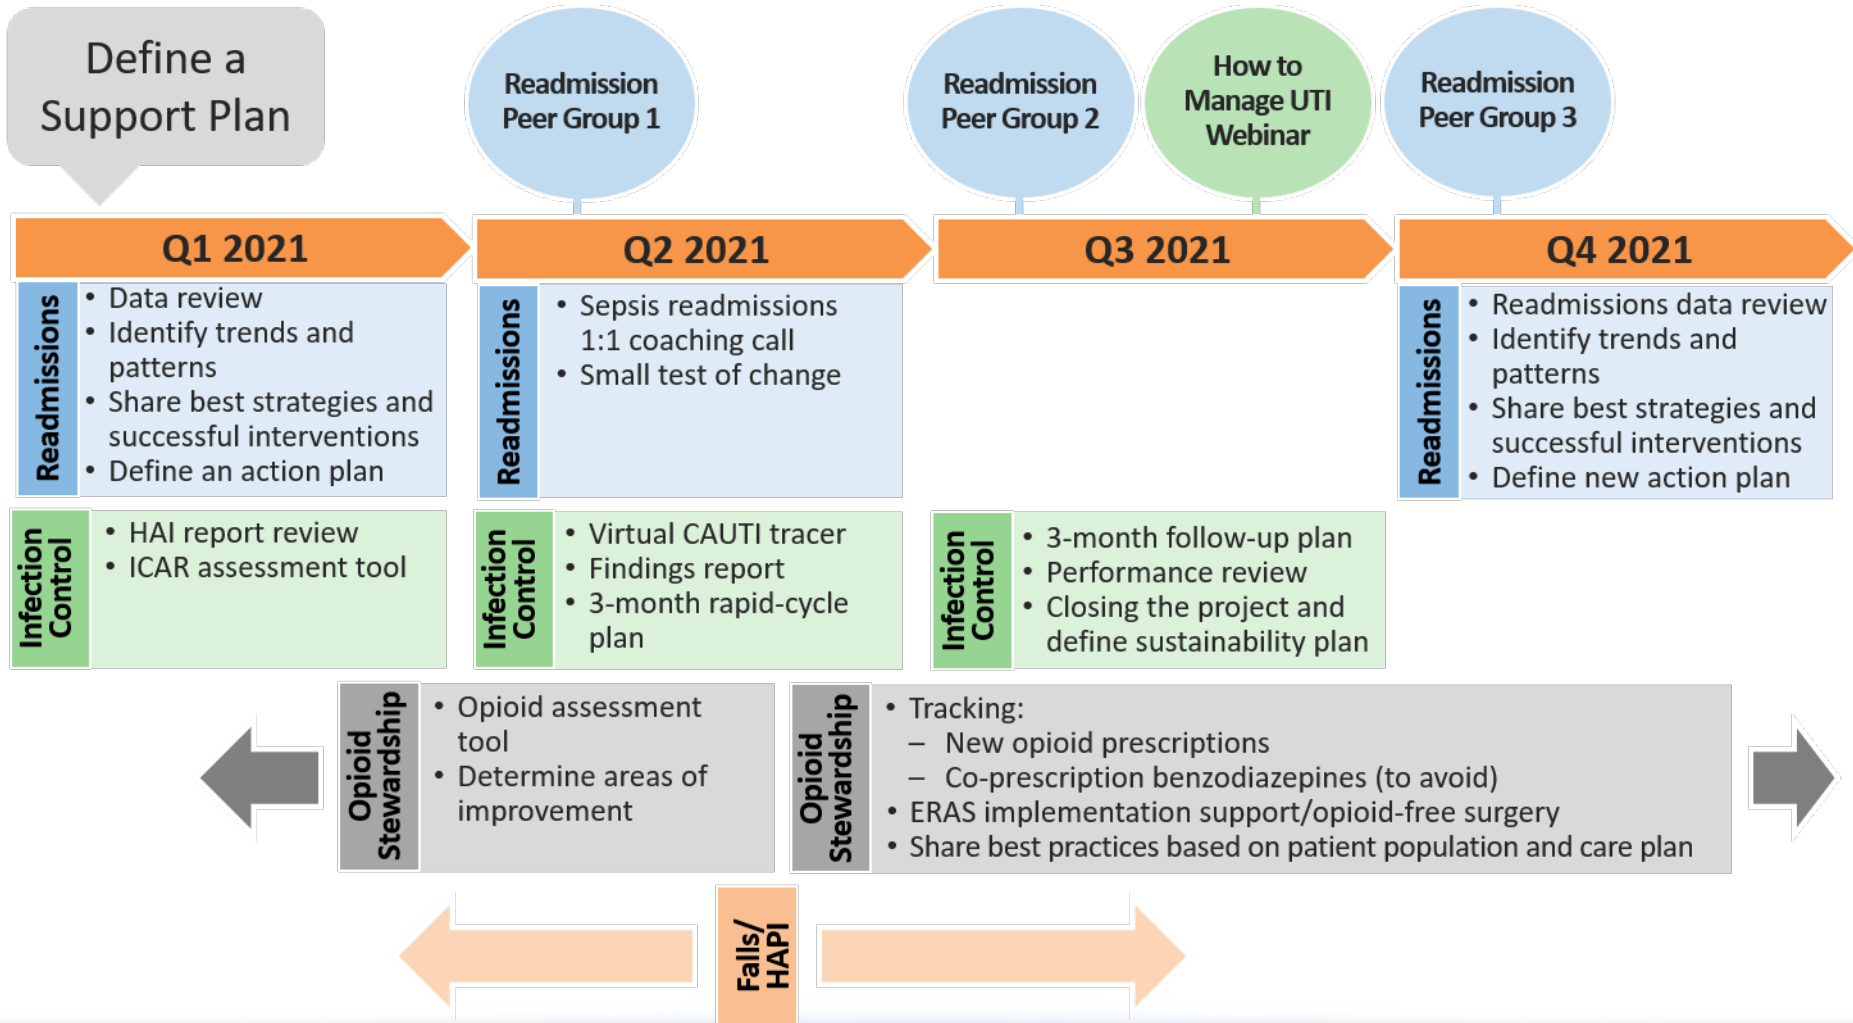 Define a
Support Plan
Readmission
Peer Group 1
Readmission
Peer Group 2
How to
Manage UTI
Webinar
Readmission
Peer Group 3
Q1 2021
Q2 2021
Q3 2021
Q4 2021
Readmissions
• Data review
• Identify trends and
patterns
• Share best strategies and
successful interventions
• Define an action plan
Readmissions
• Sepsis readmissions
1:1 coaching call
• Small test of change
Readmissions
• Readmissions data review
• Identify trends and
patterns
• Share best strategies and
successful interventions
• Define new action plan
Infection
Control
• HAI report review
• ICAR assessment tool
Infection
Control
• Virtual CAUTI tracer
• Findings report
• 3-month rapid-cycle
plan
Infection
Control
• 3-month follow-up plan
• Performance review
• Closing the project and
define sustainability plan
Opioid
Stewardship
• Opioid assessment
tool
• Determine areas of
improvement
Opioid
Stewardship
• Tracking:
– New opioid prescriptions
– Co-prescription benzodiazepines (to avoid)
• ERAS implementation support/opioid-free surgery
• Share best practices based on patient population and care plan
Falls/
HAPI